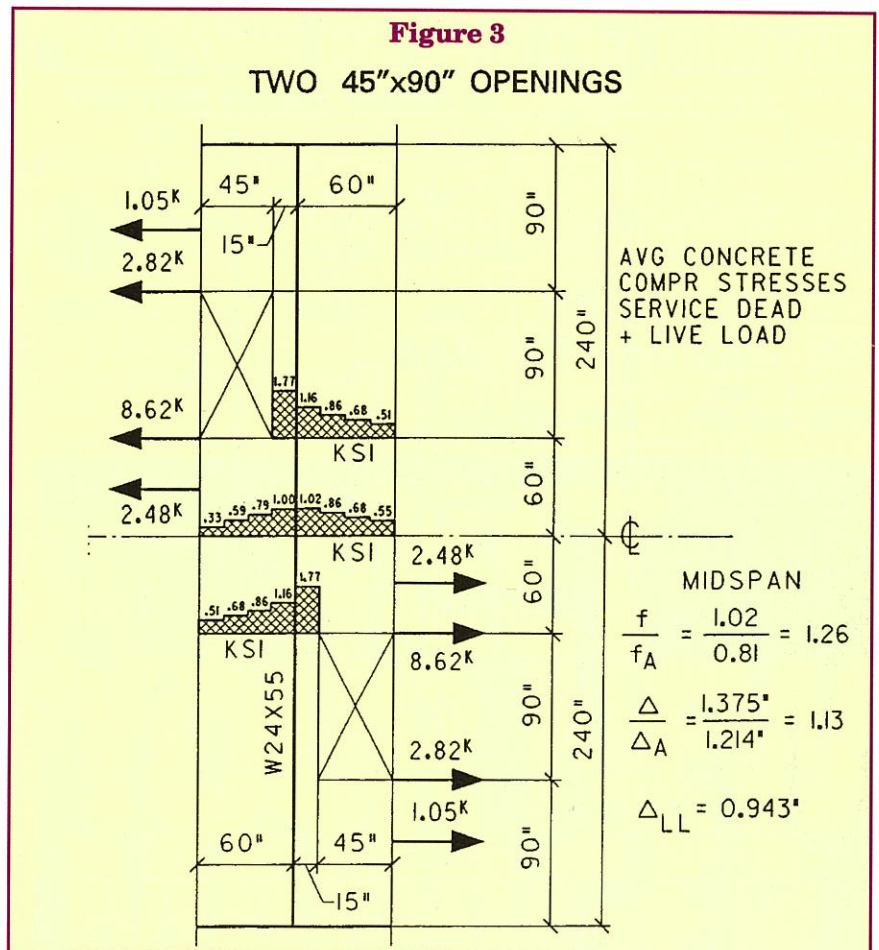 Figure 3
TWO 45"x90" OPENINGS
45" 60"
15"
1.05K
2.82K
90"
AVG CONCRETE
COMPR STRESSES
SERVICE DEAD
+ LIVE LOAD
240"
90"
1.77
1.16 .86 .68 .51
KSI
8.62K
60"
2.48K
.33 .59 .79 1.00 1.02 .86 .68 .55
KSI
℄
2.48K
60"
MIDSPAN
.51 .68 .86 1.16 1.77
KSI
8.62K
f/fA = 1.02/0.81 = 1.26
W24X55
90"
240"
Δ/ΔA = 1.375"/1.214" = 1.13
2.82K
ΔLL = 0.943"
1.05K
90"
60" 45"
15"